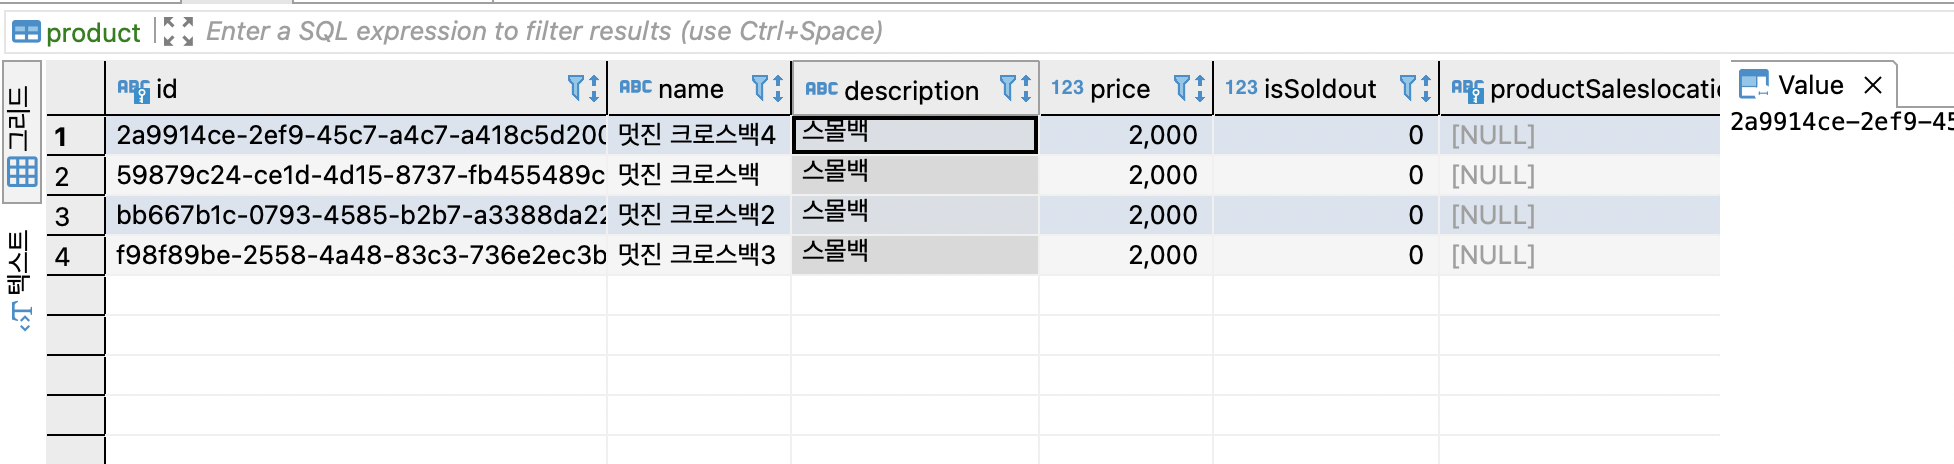 product Enter a SQL expression to filter results (use Ctrl+Space)
그리드
텍스트
ABC id ABC name ABC description 123 price 123 isSoldout ABC productSaleslocati
Value
2a9914ce-2ef9-45
1 2a9914ce-2ef9-45c7-a4c7-a418c5d200 멋진 크로스백4 스몰백 2,000 0 [NULL]
2 59879c24-ce1d-4d15-8737-fb455489c 멋진 크로스백 스몰백 2,000 0 [NULL]
3 bb667b1c-0793-4585-b2b7-a3388da22 멋진 크로스백2 스몰백 2,000 0 [NULL]
4 f98f89be-2558-4a48-83c3-736e2ec3b 멋진 크로스백3 스몰백 2,000 0 [NULL]